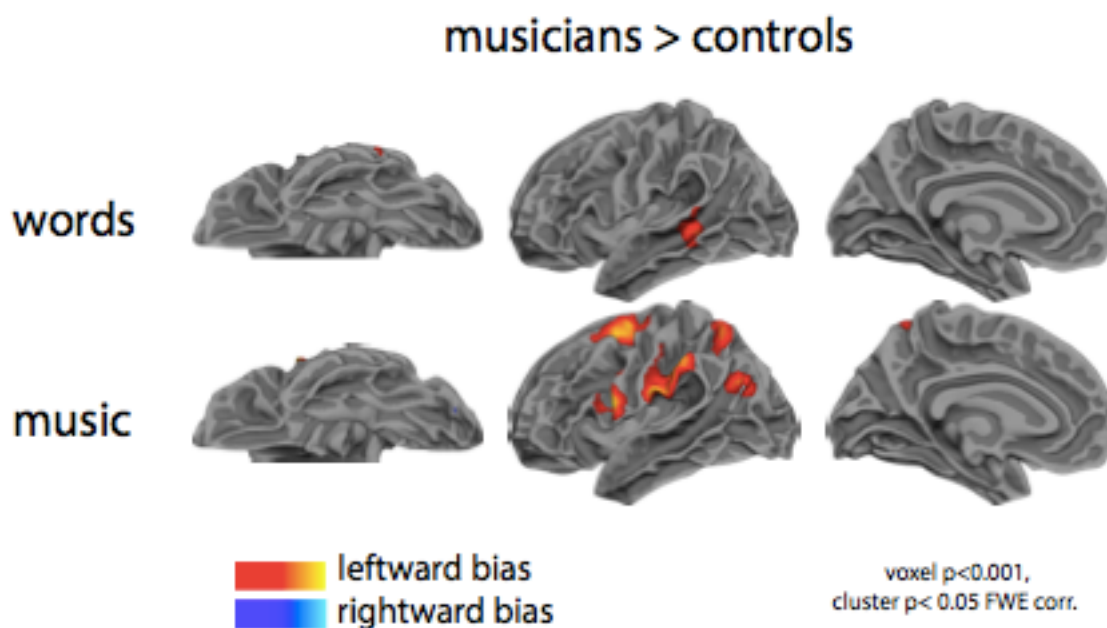 musicians > controls
words
music
leftward bias
rightward bias
voxel p<0.001,
cluster p< 0.05 FWE corr.